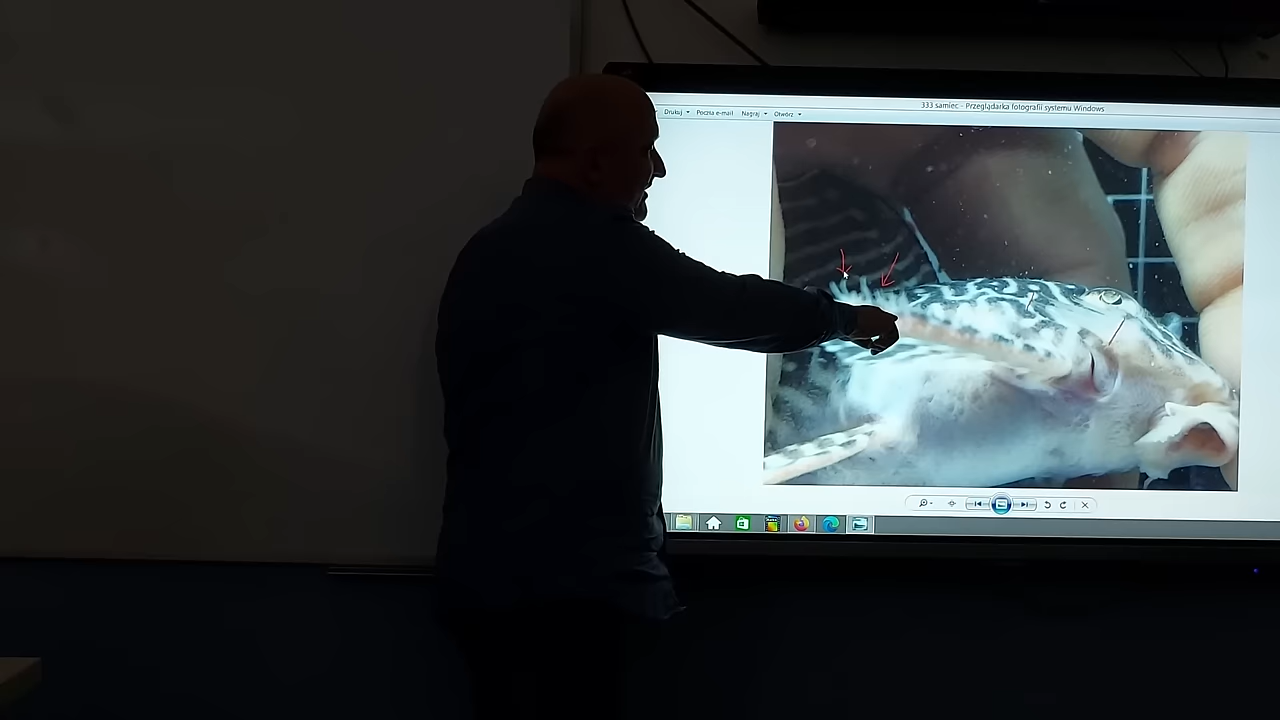 333 samiec - Przeglądarka fotografii systemu Windows
Drukuj Poczta e-mail Nagraj Otwórz